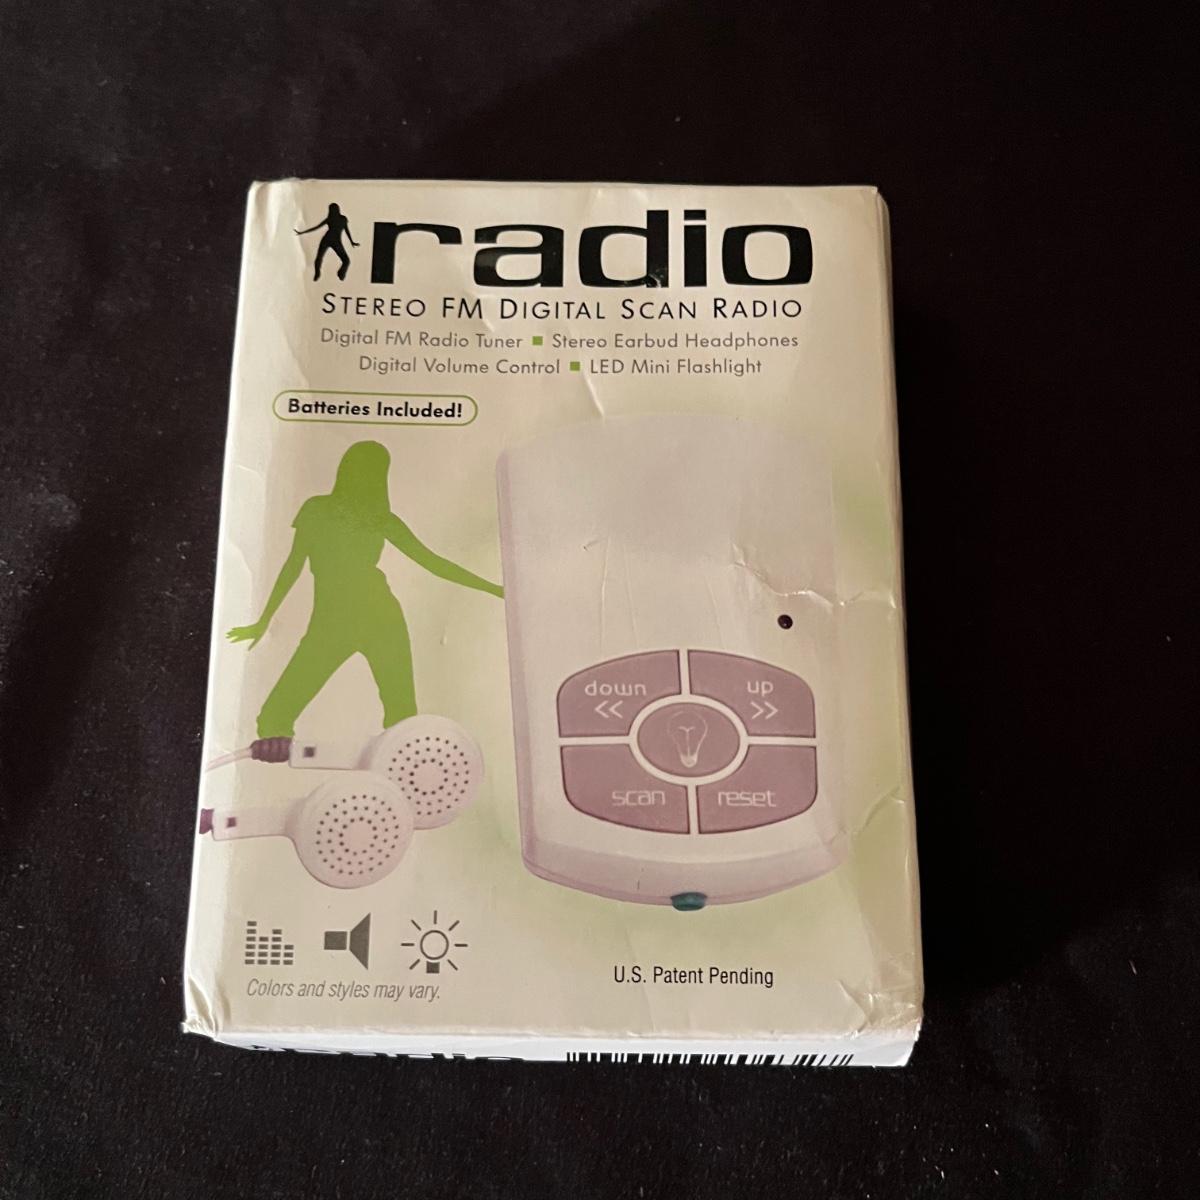 radio
STEREO FM DIGITAL SCAN RADIO
Digital FM Radio Tuner ■ Stereo Earbud Headphones
Digital Volume Control ■ LED Mini Flashlight
Batteries Included!
down up
<< >>
scan reset
Colors and styles may vary.
U.S. Patent Pending